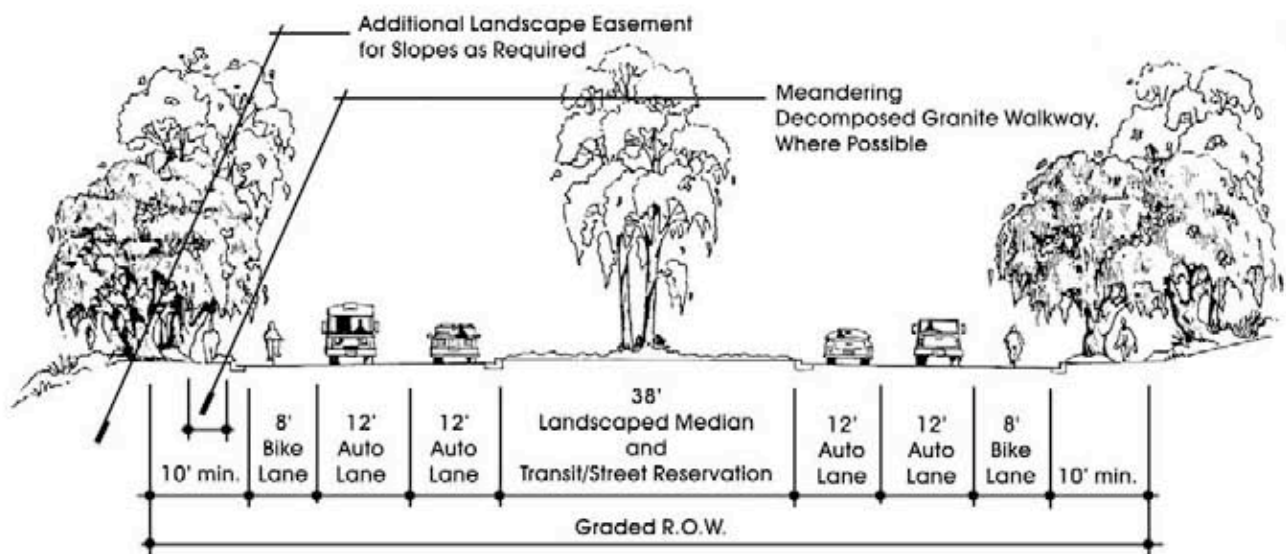 Additional Landscape Easement
for Slopes as Required
Meandering
Decomposed Granite Walkway,
Where Possible
10' min.
8'
Bike
Lane
12'
Auto
Lane
12'
Auto
Lane
38'
Landscaped Median
and
Transit/Street Reservation
12'
Auto
Lane
12'
Auto
Lane
8'
Bike
Lane
10' min.
Graded R.O.W.